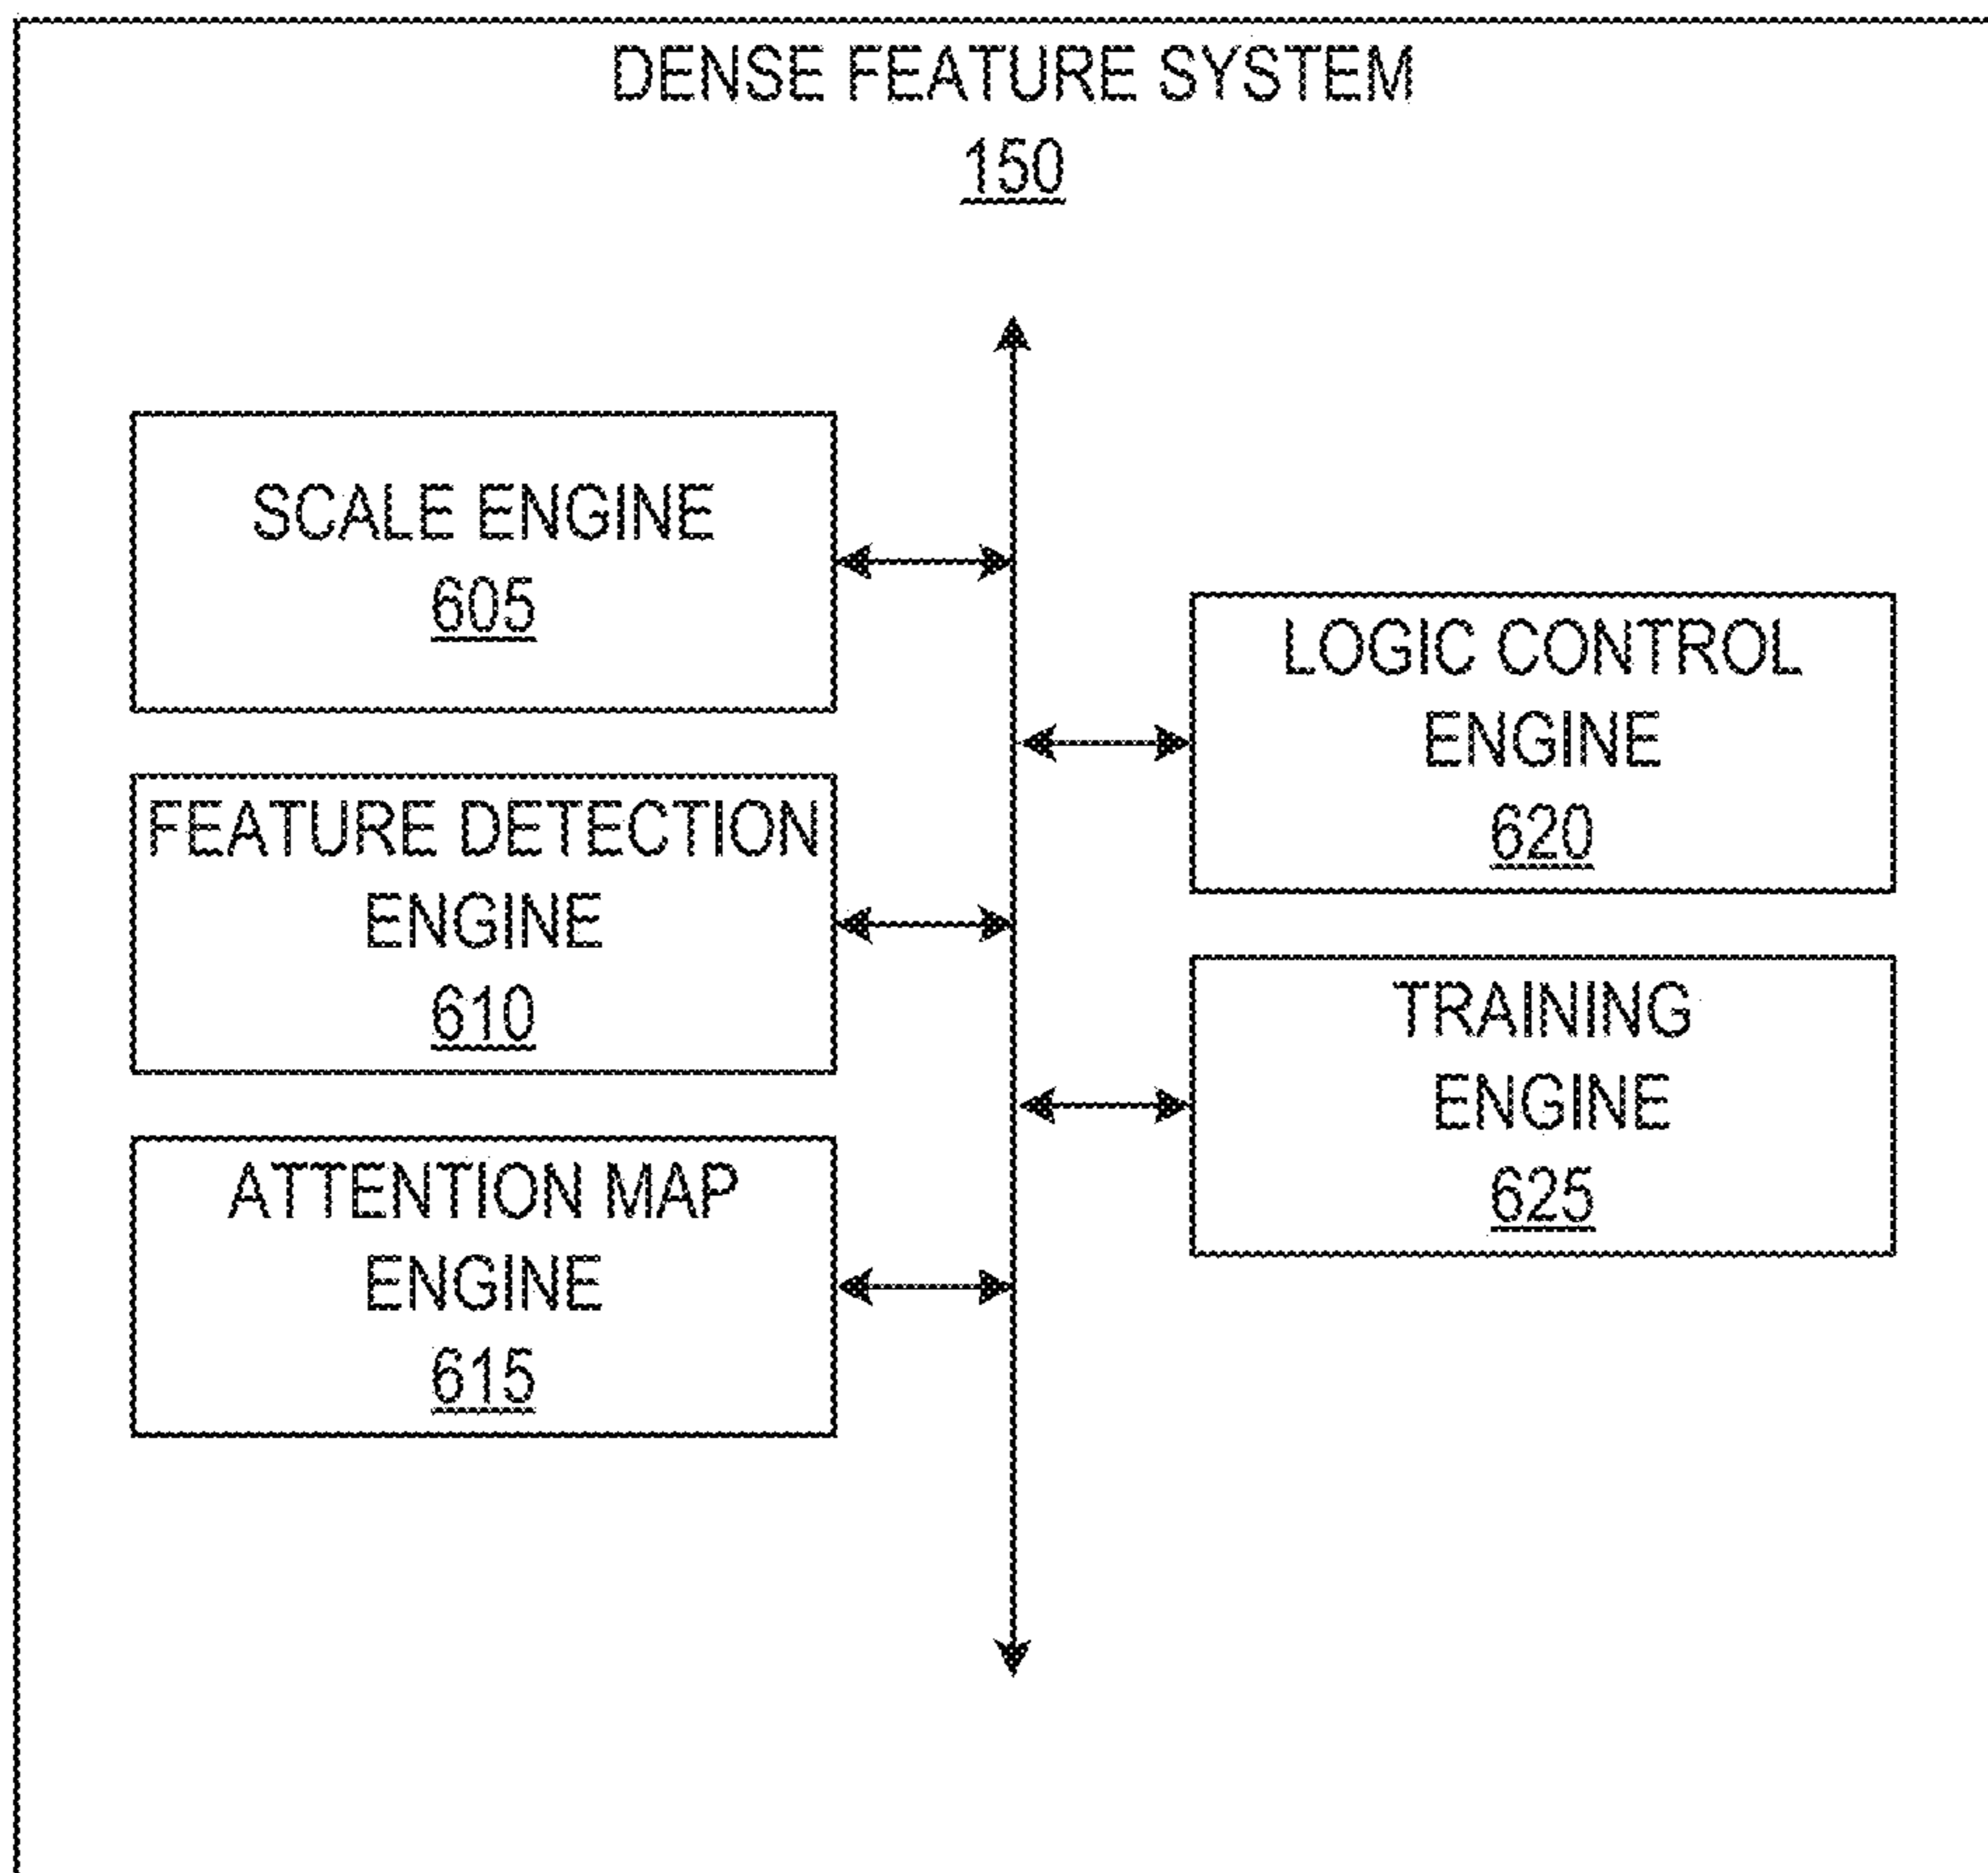 DENSE FEATURE SYSTEM
150
SCALE ENGINE
605
FEATURE DETECTION
ENGINE
610
ATTENTION MAP
ENGINE
615
LOGIC CONTROL
ENGINE
620
TRAINING
ENGINE
625